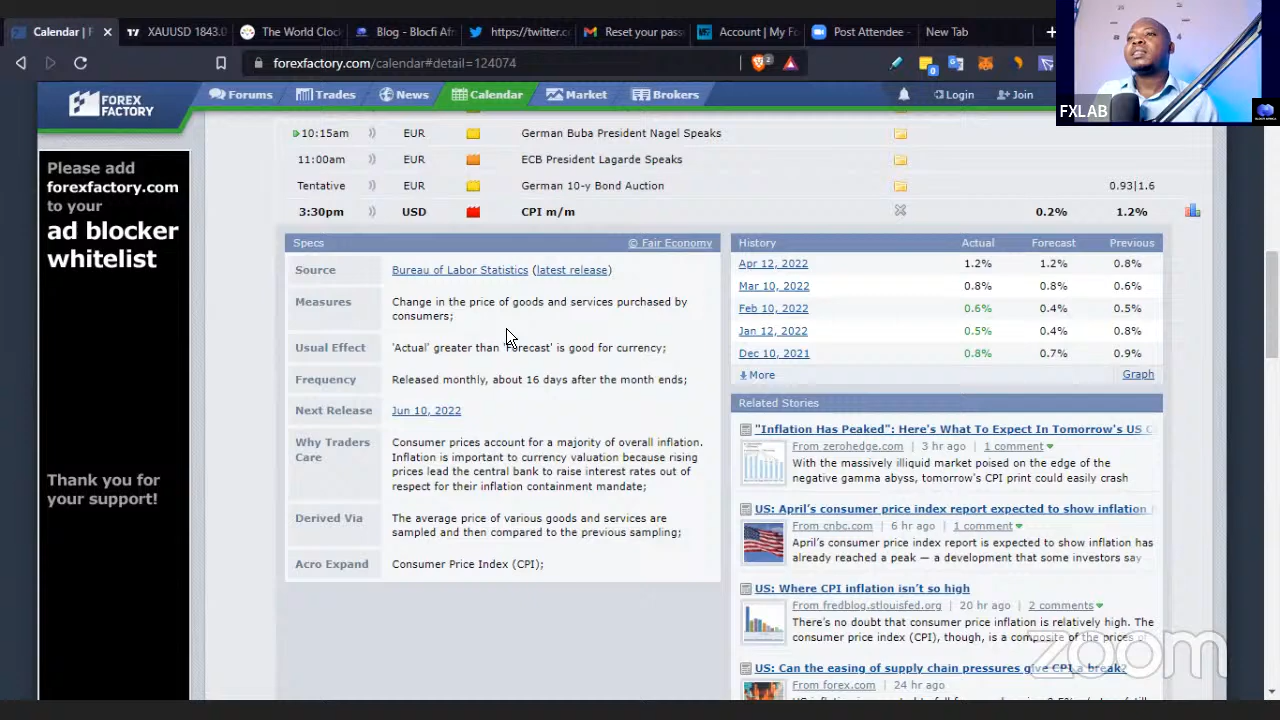 Calendar | F
XAUUSD 1843.0
The World Cloc
Blog - Blocfi Af
https://twitter.c
Reset your pas
Account | My Fo
Post Attendee -
New Tab
forexfactory.com/calendar#detail=124074
FXLAB
FOREX
FACTORY
Forums
Trades
News
Calendar
Market
Brokers
Login
Join
Please add
forexfactory.com
to your
ad blocker
whitelist
Thank you for
your support!
10:15am EUR German Buba President Nagel Speaks
11:00am EUR ECB President Lagarde Speaks
Tentative EUR German 10-y Bond Auction 0.93|1.6
3:30pm USD CPI m/m 0.2% 1.2%
Specs © Fair Economy
Source Bureau of Labor Statistics (latest release)
Measures Change in the price of goods and services purchased by
consumers;
Usual Effect 'Actual' greater than 'Forecast' is good for currency;
Frequency Released monthly, about 16 days after the month ends;
Next Release Jun 10, 2022
Why Traders Care Consumer prices account for a majority of overall inflation.
Inflation is important to currency valuation because rising
prices lead the central bank to raise interest rates out of
respect for their inflation containment mandate;
Derived Via The average price of various goods and services are
sampled and then compared to the previous sampling;
Acro Expand Consumer Price Index (CPI);
History Actual Forecast Previous
Apr 12, 2022 1.2% 1.2% 0.8%
Mar 10, 2022 0.8% 0.8% 0.6%
Feb 10, 2022 0.6% 0.4% 0.5%
Jan 12, 2022 0.5% 0.4% 0.8%
Dec 10, 2021 0.8% 0.7% 0.9%
More Graph
Related Stories
"Inflation Has Peaked": Here's What To Expect In Tomorrow's US C
From zerohedge.com | 3 hr ago | 1 comment
With the massively illiquid market poised on the edge of the
negative gamma abyss, tomorrow's CPI print could easily crash
US: April's consumer price index report expected to show inflation
From cnbc.com | 6 hr ago | 1 comment
April's consumer price index report is expected to show inflation has
already reached a peak — a development that some investors say
US: Where CPI inflation isn't so high
From fredblog.stlouisfed.org | 20 hr ago | 2 comments
There's no doubt that consumer price inflation is relatively high. The
consumer price index (CPI), though, is a composite of the prices of
US: Can the easing of supply chain pressures give CPI a break?
From forex.com | 24 hr ago
zoom